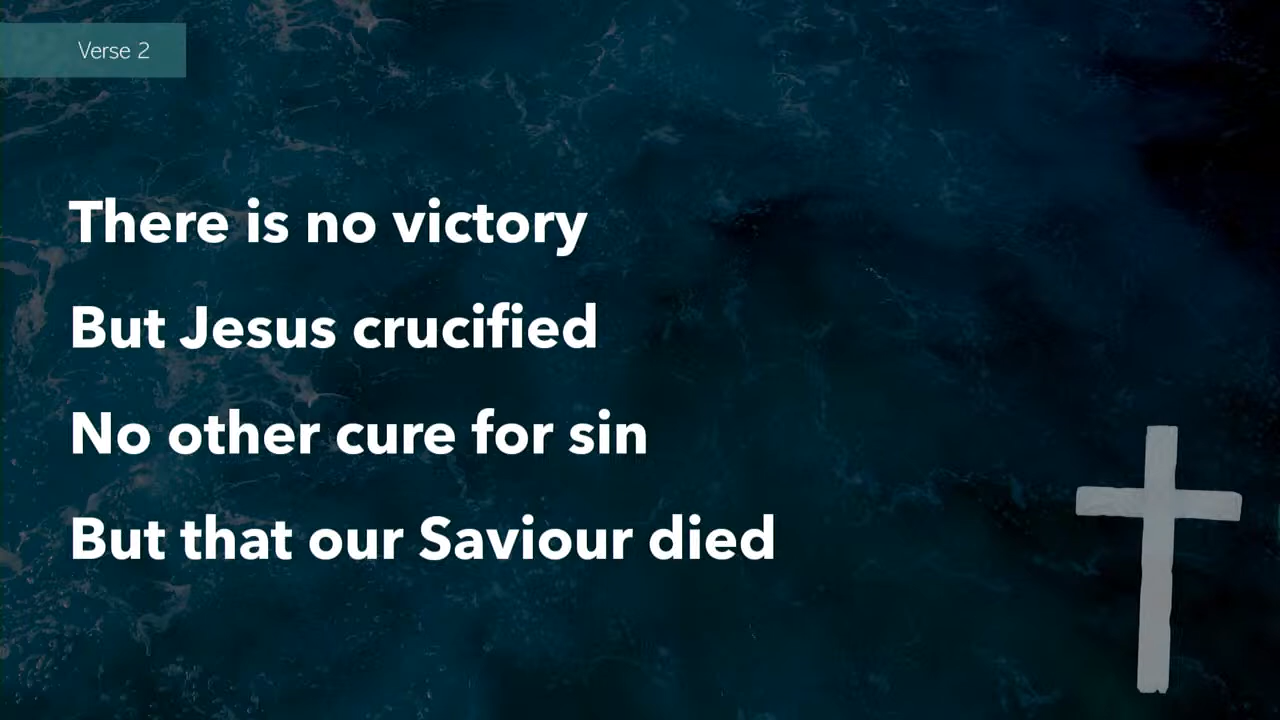 Verse 2
There is no victory
But Jesus crucified
No other cure for sin
But that our Saviour died